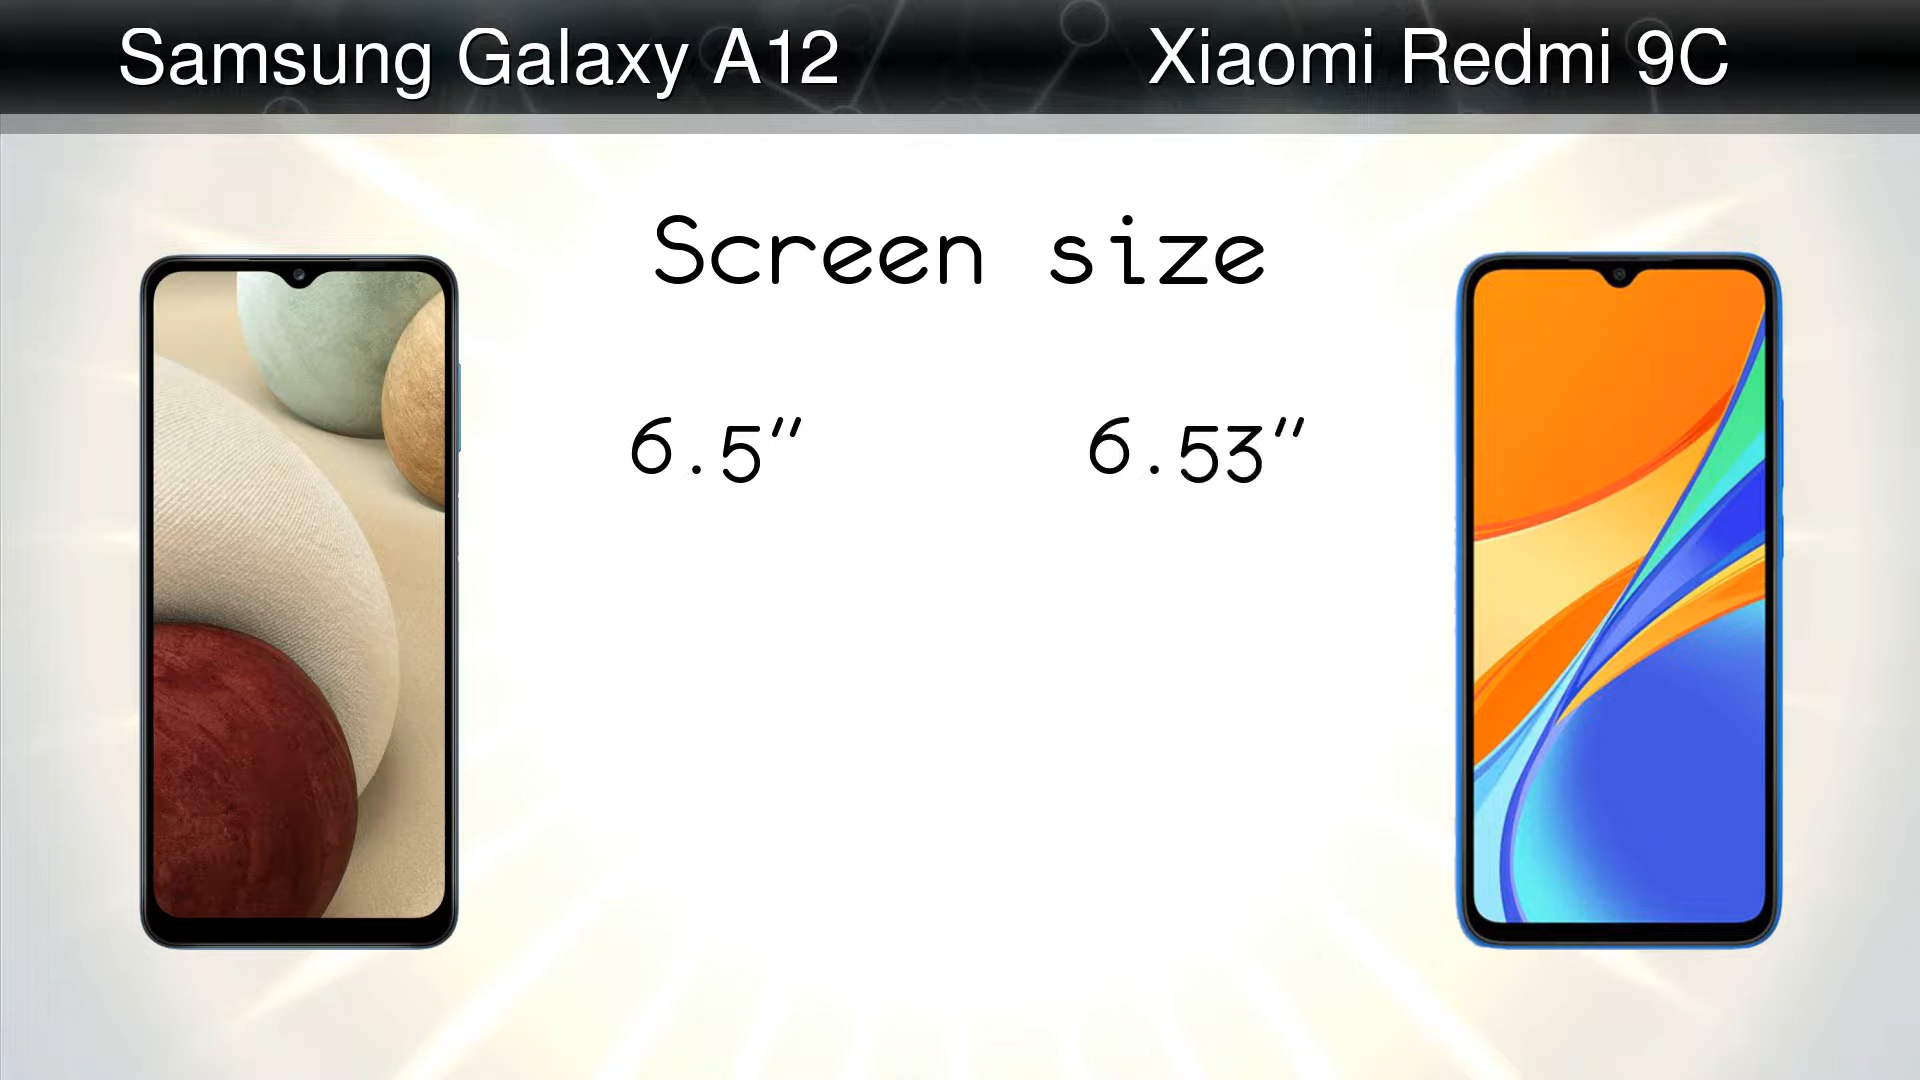 Samsung Galaxy A12
Xiaomi Redmi 9C
Screen size
6.5"
6.53"